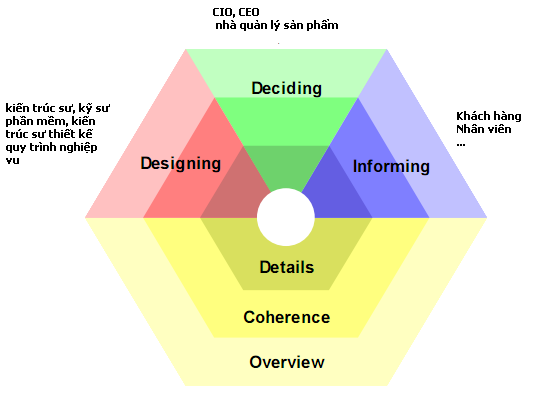 CIO, CEO
nhà quản lý sản phẩm
Deciding
kiến trúc sư, kỹ sư
phần mềm, kiến
trúc sư thiết kế
quy trình nghiệp
vu
Designing
Informing
Khách hàng
Nhân viên
...
Details
Coherence
Overview